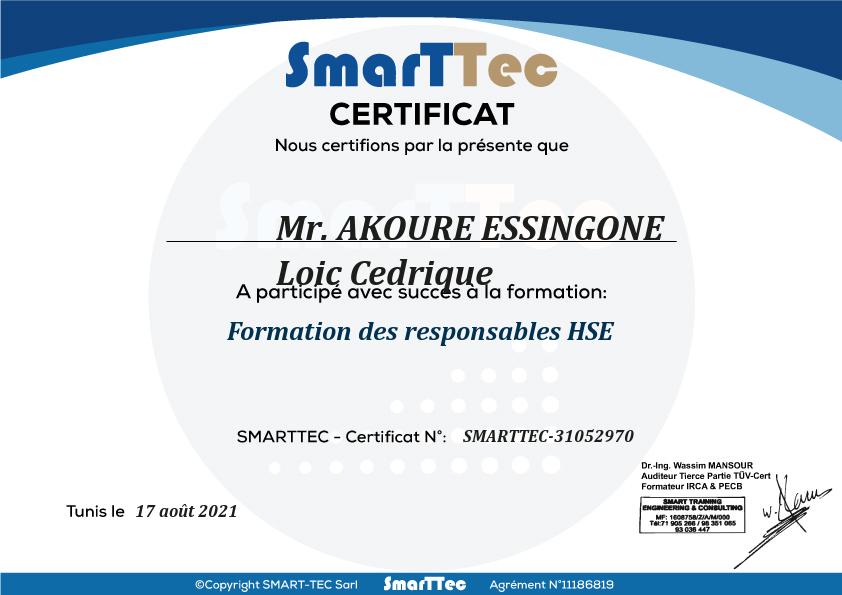 SmarTTec
CERTIFICAT
Nous certifions par la présente que
Mr. AKOURE ESSINGONE
Loic Cedrique
A participé avec succès à la formation:
Formation des responsables HSE
SMARTTEC - Certificat N°: SMARTTEC-31052970
Dr.-Ing. Wassim MANSOUR
Auditeur Tierce Partie TÜV-Cert
Formateur IRCA & PECB
SMART TRAINING
ENGINEERING & CONSULTING
MF: 1608758/Z/A/M/000
Tél:71 905 266 / 98 351 065
93 036 447
Tunis le 17 août 2021
©Copyright SMART-TEC Sarl SmarTTec Agrément N°11186819